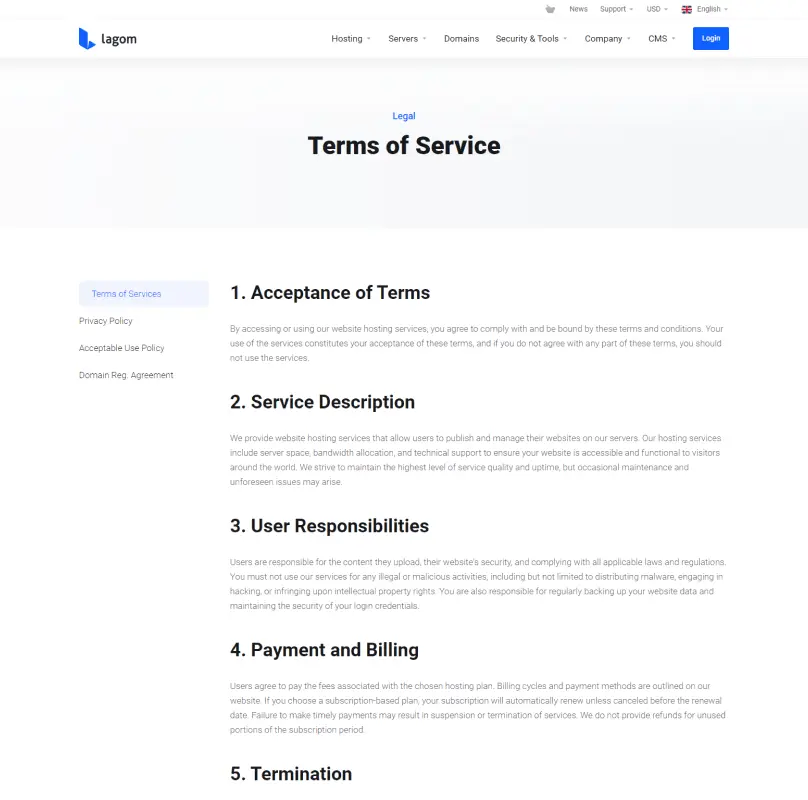 News Support USD English
lagom
Hosting Servers Domains Security & Tools Company CMS Login
Legal
Terms of Service
Terms of Services
Privacy Policy
Acceptable Use Policy
Domain Reg. Agreement
1. Acceptance of Terms
By accessing or using our website hosting services, you agree to comply with and be bound by these terms and conditions. Your
use of the services constitutes your acceptance of these terms, and if you do not agree with any part of these terms, you should
not use the services.
2. Service Description
We provide website hosting services that allow users to publish and manage their websites on our servers. Our hosting services
include server space, bandwidth allocation, and technical support to ensure your website is accessible and functional to visitors
around the world. We strive to maintain the highest level of service quality and uptime, but occasional maintenance and
unforeseen issues may arise.
3. User Responsibilities
Users are responsible for the content they upload, their website's security, and complying with all applicable laws and regulations.
You must not use our services for any illegal or malicious activities, including but not limited to distributing malware, engaging in
hacking, or infringing upon intellectual property rights. You are also responsible for regularly backing up your website data and
maintaining the security of your login credentials.
4. Payment and Billing
Users agree to pay the fees associated with the chosen hosting plan. Billing cycles and payment methods are outlined on our
website. If you choose a subscription-based plan, your subscription will automatically renew unless canceled before the renewal
date. Failure to make timely payments may result in suspension or termination of services. We do not provide refunds for unused
portions of the subscription period.
5. Termination